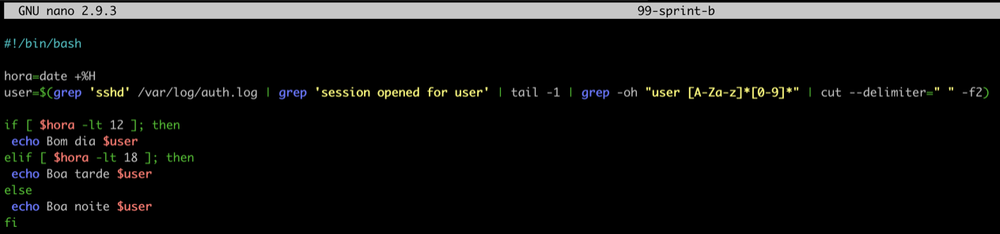 GNU nano 2.9.3 99-sprint-b
#!/bin/bash
hora=date +%H
user=$(grep 'sshd' /var/log/auth.log | grep 'session opened for user' | tail -1 | grep -oh "user [A-Za-z]*[0-9]*" | cut --delimiter=" " -f2)
if [ $hora -lt 12 ]; then
echo Bom dia $user
elif [ $hora -lt 18 ]; then
echo Boa tarde $user
else
echo Boa noite $user
fi